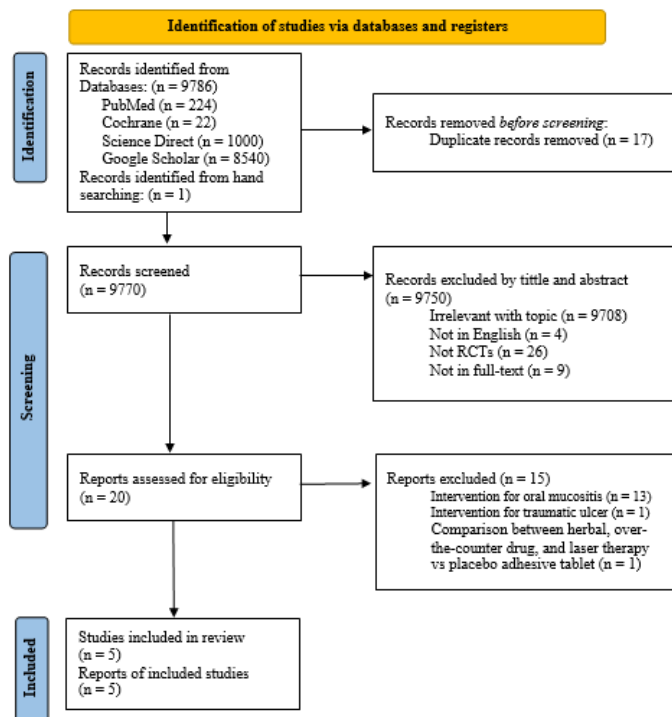 Identification of studies via databases and registers
Identification
Records identified from
Databases: (n = 9786)
PubMed (n = 224)
Cochrane (n = 22)
Science Direct (n = 1000)
Google Scholar (n = 8540)
Records identified from hand
searching: (n = 1)
Records removed before screening:
Duplicate records removed (n = 17)
Screening
Records screened
(n = 9770)
Records excluded by tittle and abstract
(n = 9750)
Irrelevant with topic (n = 9708)
Not in English (n = 4)
Not RCTs (n = 26)
Not in full-text (n = 9)
Reports assessed for eligibility
(n = 20)
Reports excluded (n = 15)
Intervention for oral mucositis (n = 13)
Intervention for traumatic ulcer (n = 1)
Comparison between herbal, over-
the-counter drug, and laser therapy
vs placebo adhesive tablet (n = 1)
Included
Studies included in review
(n = 5)
Reports of included studies
(n = 5)